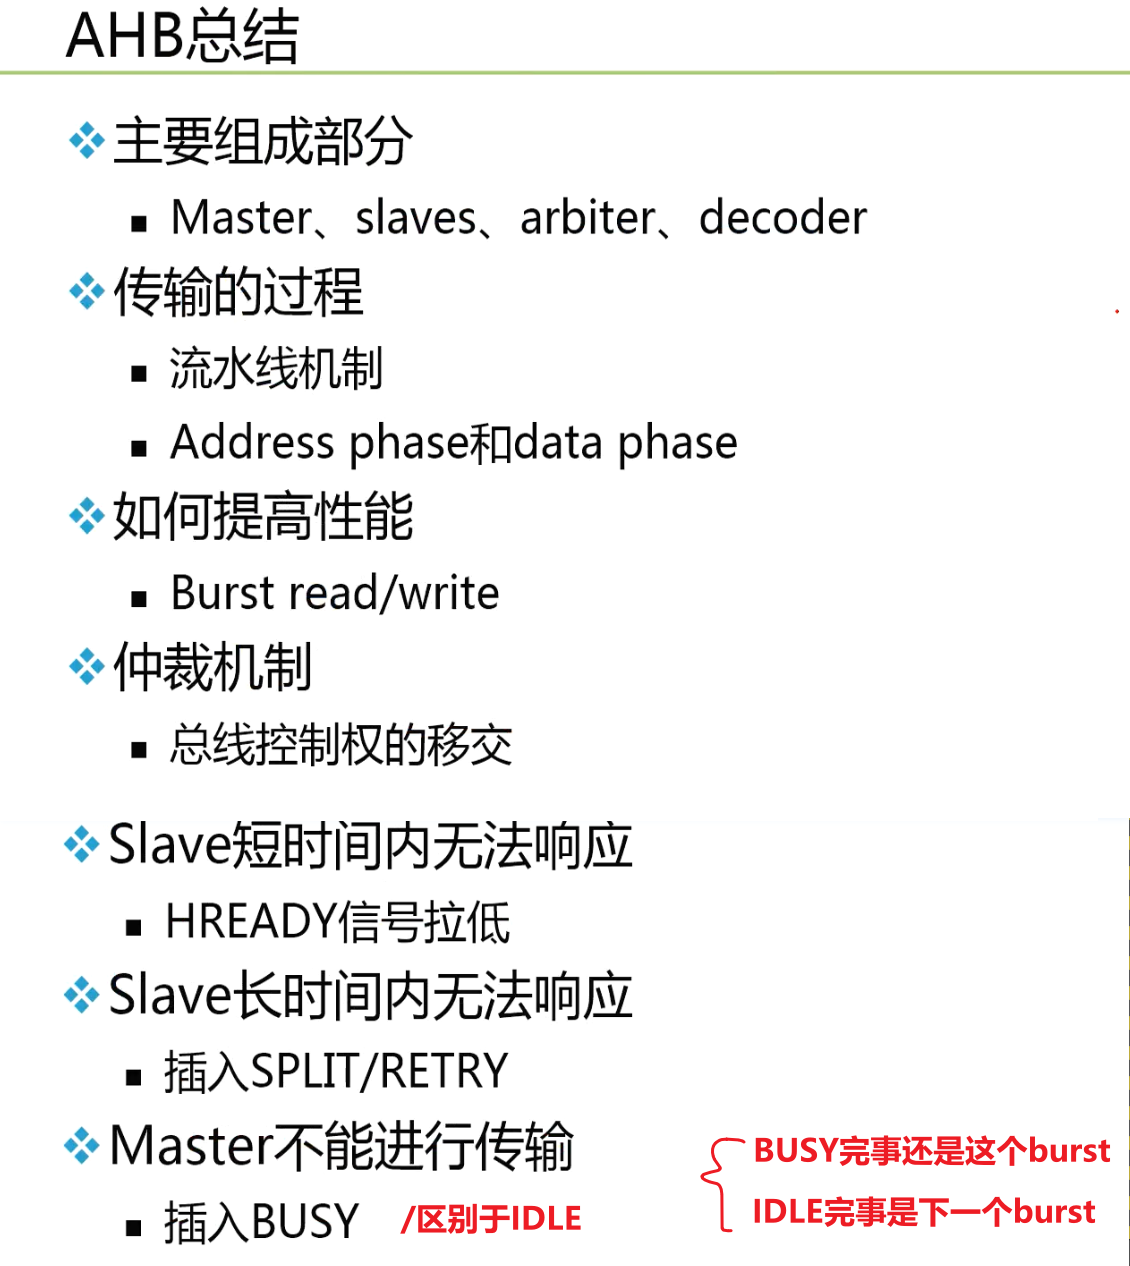 AHB总结
主要组成部分
Master、slaves、arbiter、decoder
传输的过程
流水线机制
Address phase和data phase
如何提高性能
Burst read/write
仲裁机制
总线控制权的移交
Slave短时间内无法响应
HREADY信号拉低
Slave长时间内无法响应
插入SPLIT/RETRY
Master不能进行传输
BUSY完事还是这个burst
插入BUSY /区别于IDLE
IDLE完事是下一个burst